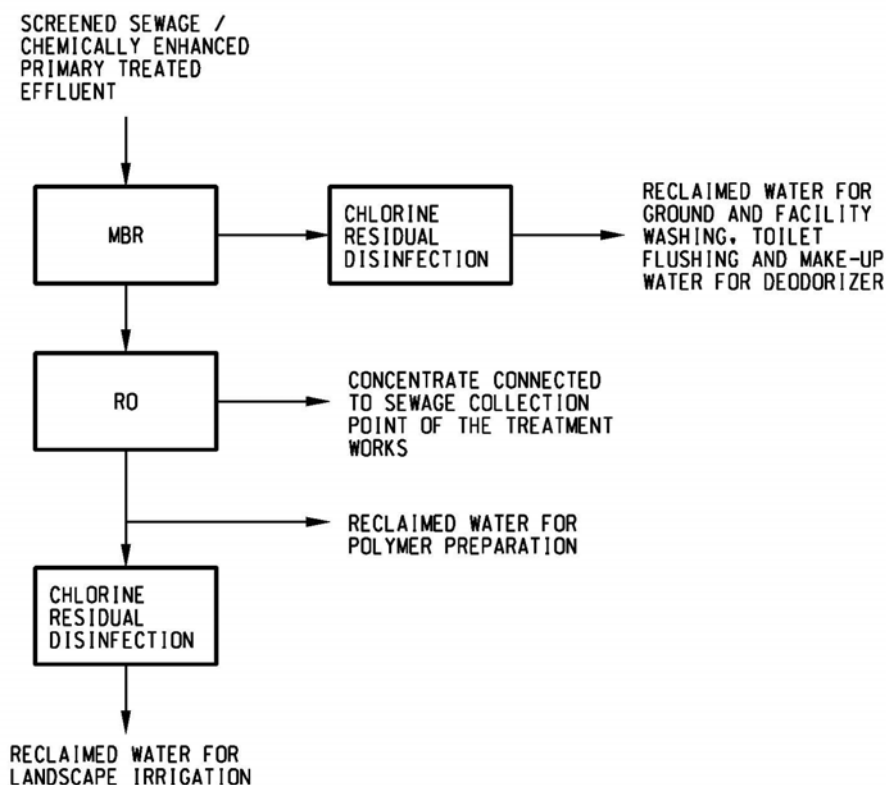 SCREENED SEWAGE /
CHEMICALLY ENHANCED
PRIMARY TREATED
EFFLUENT
MBR
CHLORINE
RESIDUAL
DISINFECTION
RECLAIMED WATER FOR
GROUND AND FACILITY
WASHING, TOILET
FLUSHING AND MAKE-UP
WATER FOR DEODORIZER
RO
CONCENTRATE CONNECTED
TO SEWAGE COLLECTION
POINT OF THE TREATMENT
WORKS
RECLAIMED WATER FOR
POLYMER PREPARATION
CHLORINE
RESIDUAL
DISINFECTION
RECLAIMED WATER FOR
LANDSCAPE IRRIGATION